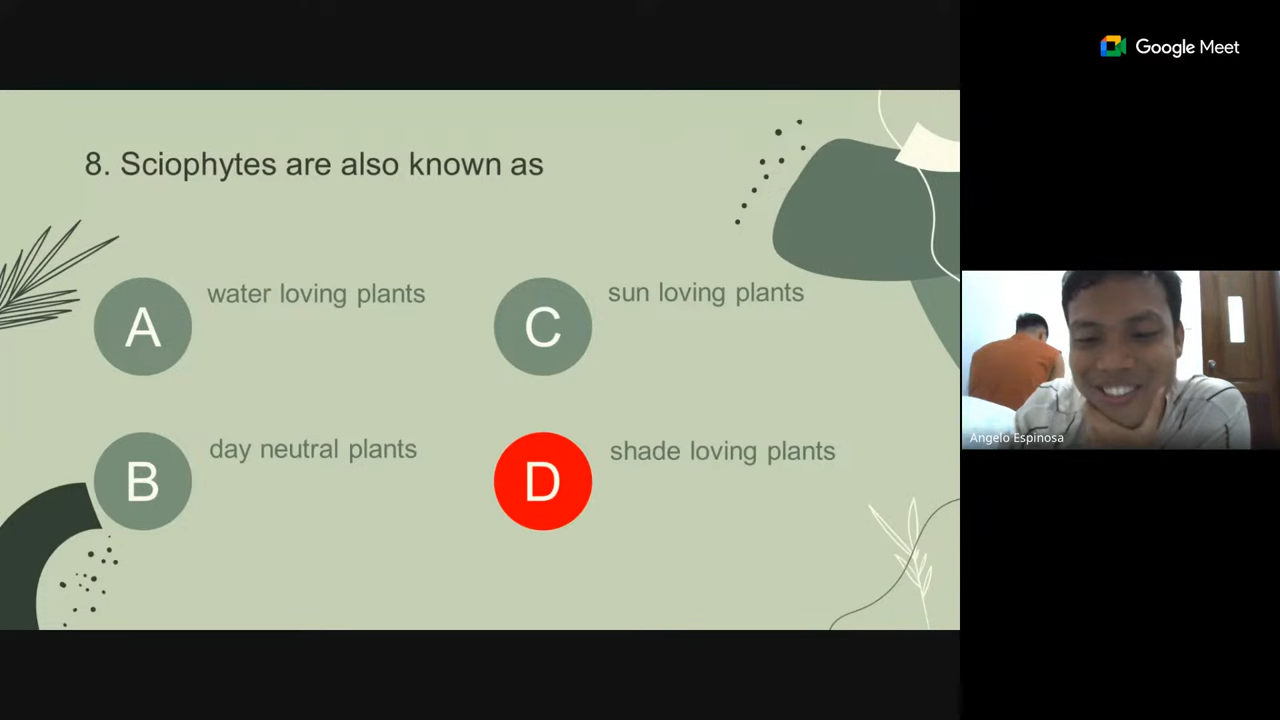 Google Meet
8. Sciophytes are also known as
A
water loving plants
C
sun loving plants
B
day neutral plants
D
shade loving plants
Angelo Espinosa